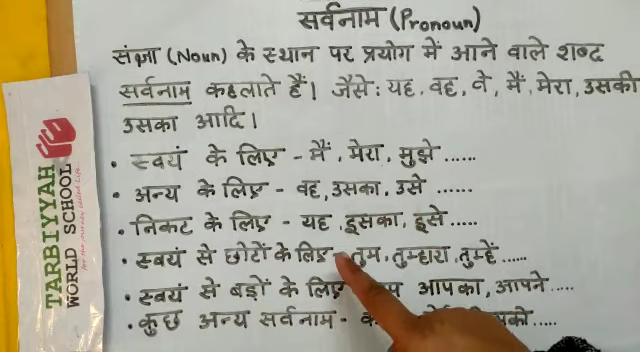 सर्वनाम (Pronoun)
संज्ञा (Noun) के स्थान पर प्रयोग में आने वाले शब्द
सर्वनाम कहलाते हैं। जैसे: यह, वह, वे, मैं, मेरा, उसकी
उसका आदि।
• स्वयं के लिए - मैं, मेरा, मुझे ......
• अन्य के लिए - वह, उसका, उसे ......
• निकट के लिए - यह, इसका, इसे .....
• स्वयं से छोटों के लिए - तुम, तुम्हारा, तुम्हें ......
• स्वयं से बड़ों के लिए आपका, आपने ....
• कुछ अन्य सर्वनाम - ....
TARBIYYAH
WORLD SCHOOL